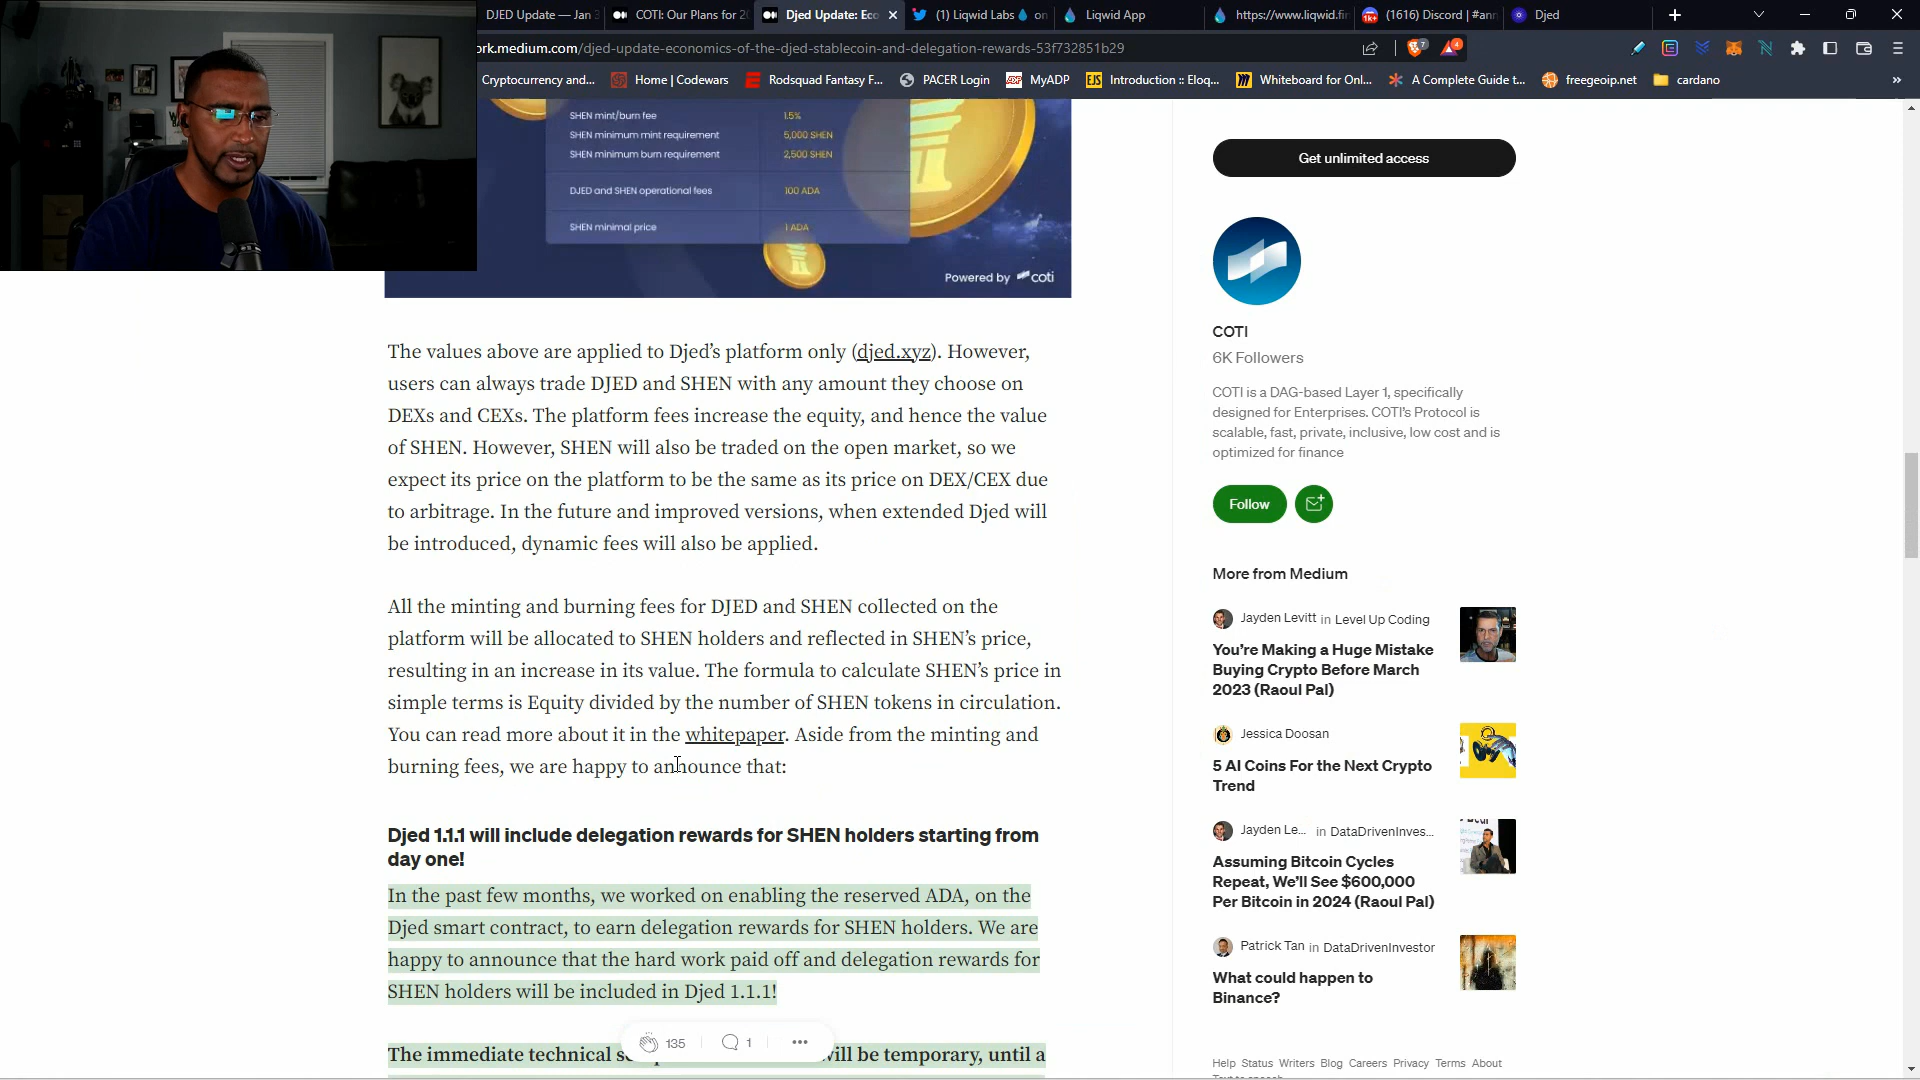 DJED Update — Jan 3
COTI: Our Plans for 20
Djed Update: Eco
(1) Liqwid Labs💧 on
Liqwid App
https://www.liqwid.fin
(1616) Discord | #ann
Djed
ork.medium.com/djed-update-economics-of-the-djed-stablecoin-and-delegation-rewards-53f732851b29
Cryptocurrency and...
Home | Codewars
Rodsquad Fantasy F...
PACER Login
MyADP
Introduction :: Eloq...
Whiteboard for Onl...
A Complete Guide t...
freegeoip.net
cardano
SHEN mint/burn fee 1.5%
SHEN minimum mint requirement 5,000 SHEN
SHEN minimum burn requirement 2,500 SHEN
DJED and SHEN operational fees 100 ADA
SHEN minimal price 1 ADA
Powered by coti
The values above are applied to Djed’s platform only (djed.xyz). However,
users can always trade DJED and SHEN with any amount they choose on
DEXs and CEXs. The platform fees increase the equity, and hence the value
of SHEN. However, SHEN will also be traded on the open market, so we
expect its price on the platform to be the same as its price on DEX/CEX due
to arbitrage. In the future and improved versions, when extended Djed will
be introduced, dynamic fees will also be applied.
All the minting and burning fees for DJED and SHEN collected on the
platform will be allocated to SHEN holders and reflected in SHEN’s price,
resulting in an increase in its value. The formula to calculate SHEN’s price in
simple terms is Equity divided by the number of SHEN tokens in circulation.
You can read more about it in the whitepaper. Aside from the minting and
burning fees, we are happy to announce that:
Djed 1.1.1 will include delegation rewards for SHEN holders starting from
day one!
In the past few months, we worked on enabling the reserved ADA, on the
Djed smart contract, to earn delegation rewards for SHEN holders. We are
happy to announce that the hard work paid off and delegation rewards for
SHEN holders will be included in Djed 1.1.1!
The immediate technical will be temporary, until a
135
1
Get unlimited access
COTI
6K Followers
COTI is a DAG-based Layer 1, specifically
designed for Enterprises. COTI’s Protocol is
scalable, fast, private, inclusive, low cost and is
optimized for finance
Follow
More from Medium
Jayden Levitt in Level Up Coding
You’re Making a Huge Mistake
Buying Crypto Before March
2023 (Raoul Pal)
Jessica Doosan
5 AI Coins For the Next Crypto
Trend
Jayden Le... in DataDrivenInves...
Assuming Bitcoin Cycles
Repeat, We’ll See $600,000
Per Bitcoin in 2024 (Raoul Pal)
Patrick Tan in DataDrivenInvestor
What could happen to
Binance?
Help Status Writers Blog Careers Privacy Terms About